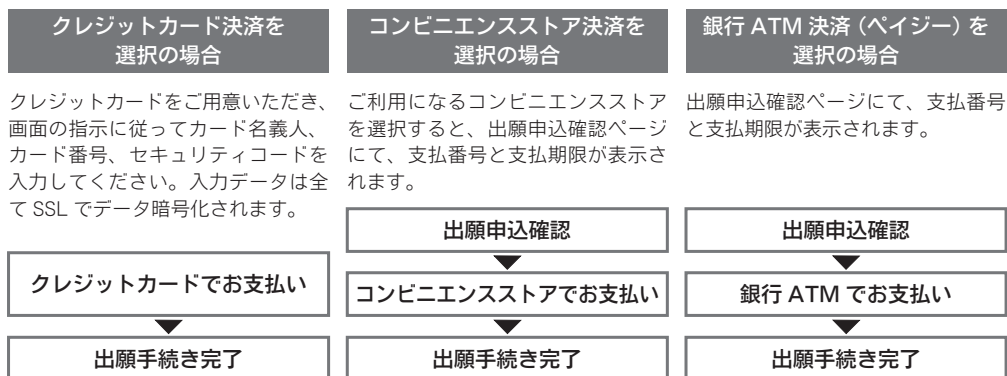 クレジットカード決済を
選択の場合
クレジットカードをご用意いただき、
画面の指示に従ってカード名義人、
カード番号、セキュリティコードを
入力してください。入力データは全
て SSL でデータ暗号化されます。
クレジットカードでお支払い
出願手続き完了
コンビニエンスストア決済を
選択の場合
ご利用になるコンビニエンスストア
を選択すると、出願申込確認ページ
にて、支払番号と支払期限が表示さ
れます。
出願申込確認
コンビニエンスストアでお支払い
出願手続き完了
銀行 ATM 決済（ペイジー）を
選択の場合
出願申込確認ページにて、支払番号
と支払期限が表示されます。
出願申込確認
銀行 ATM でお支払い
出願手続き完了